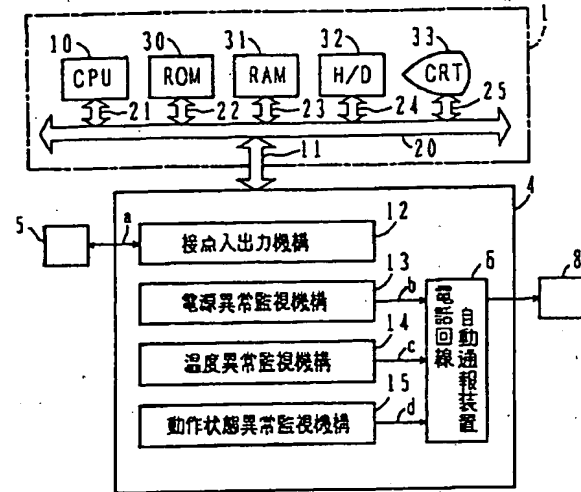 10 30 31 32 33 1
CPU ROM RAM H/D CRT
21 22 23 24 25
20
11
4
5 a 接点入出力機構 12
13 6 8
電源異常監視機構 b
14
温度異常監視機構 c
15
動作状態異常監視機構 d
電話回線
自動通報装置